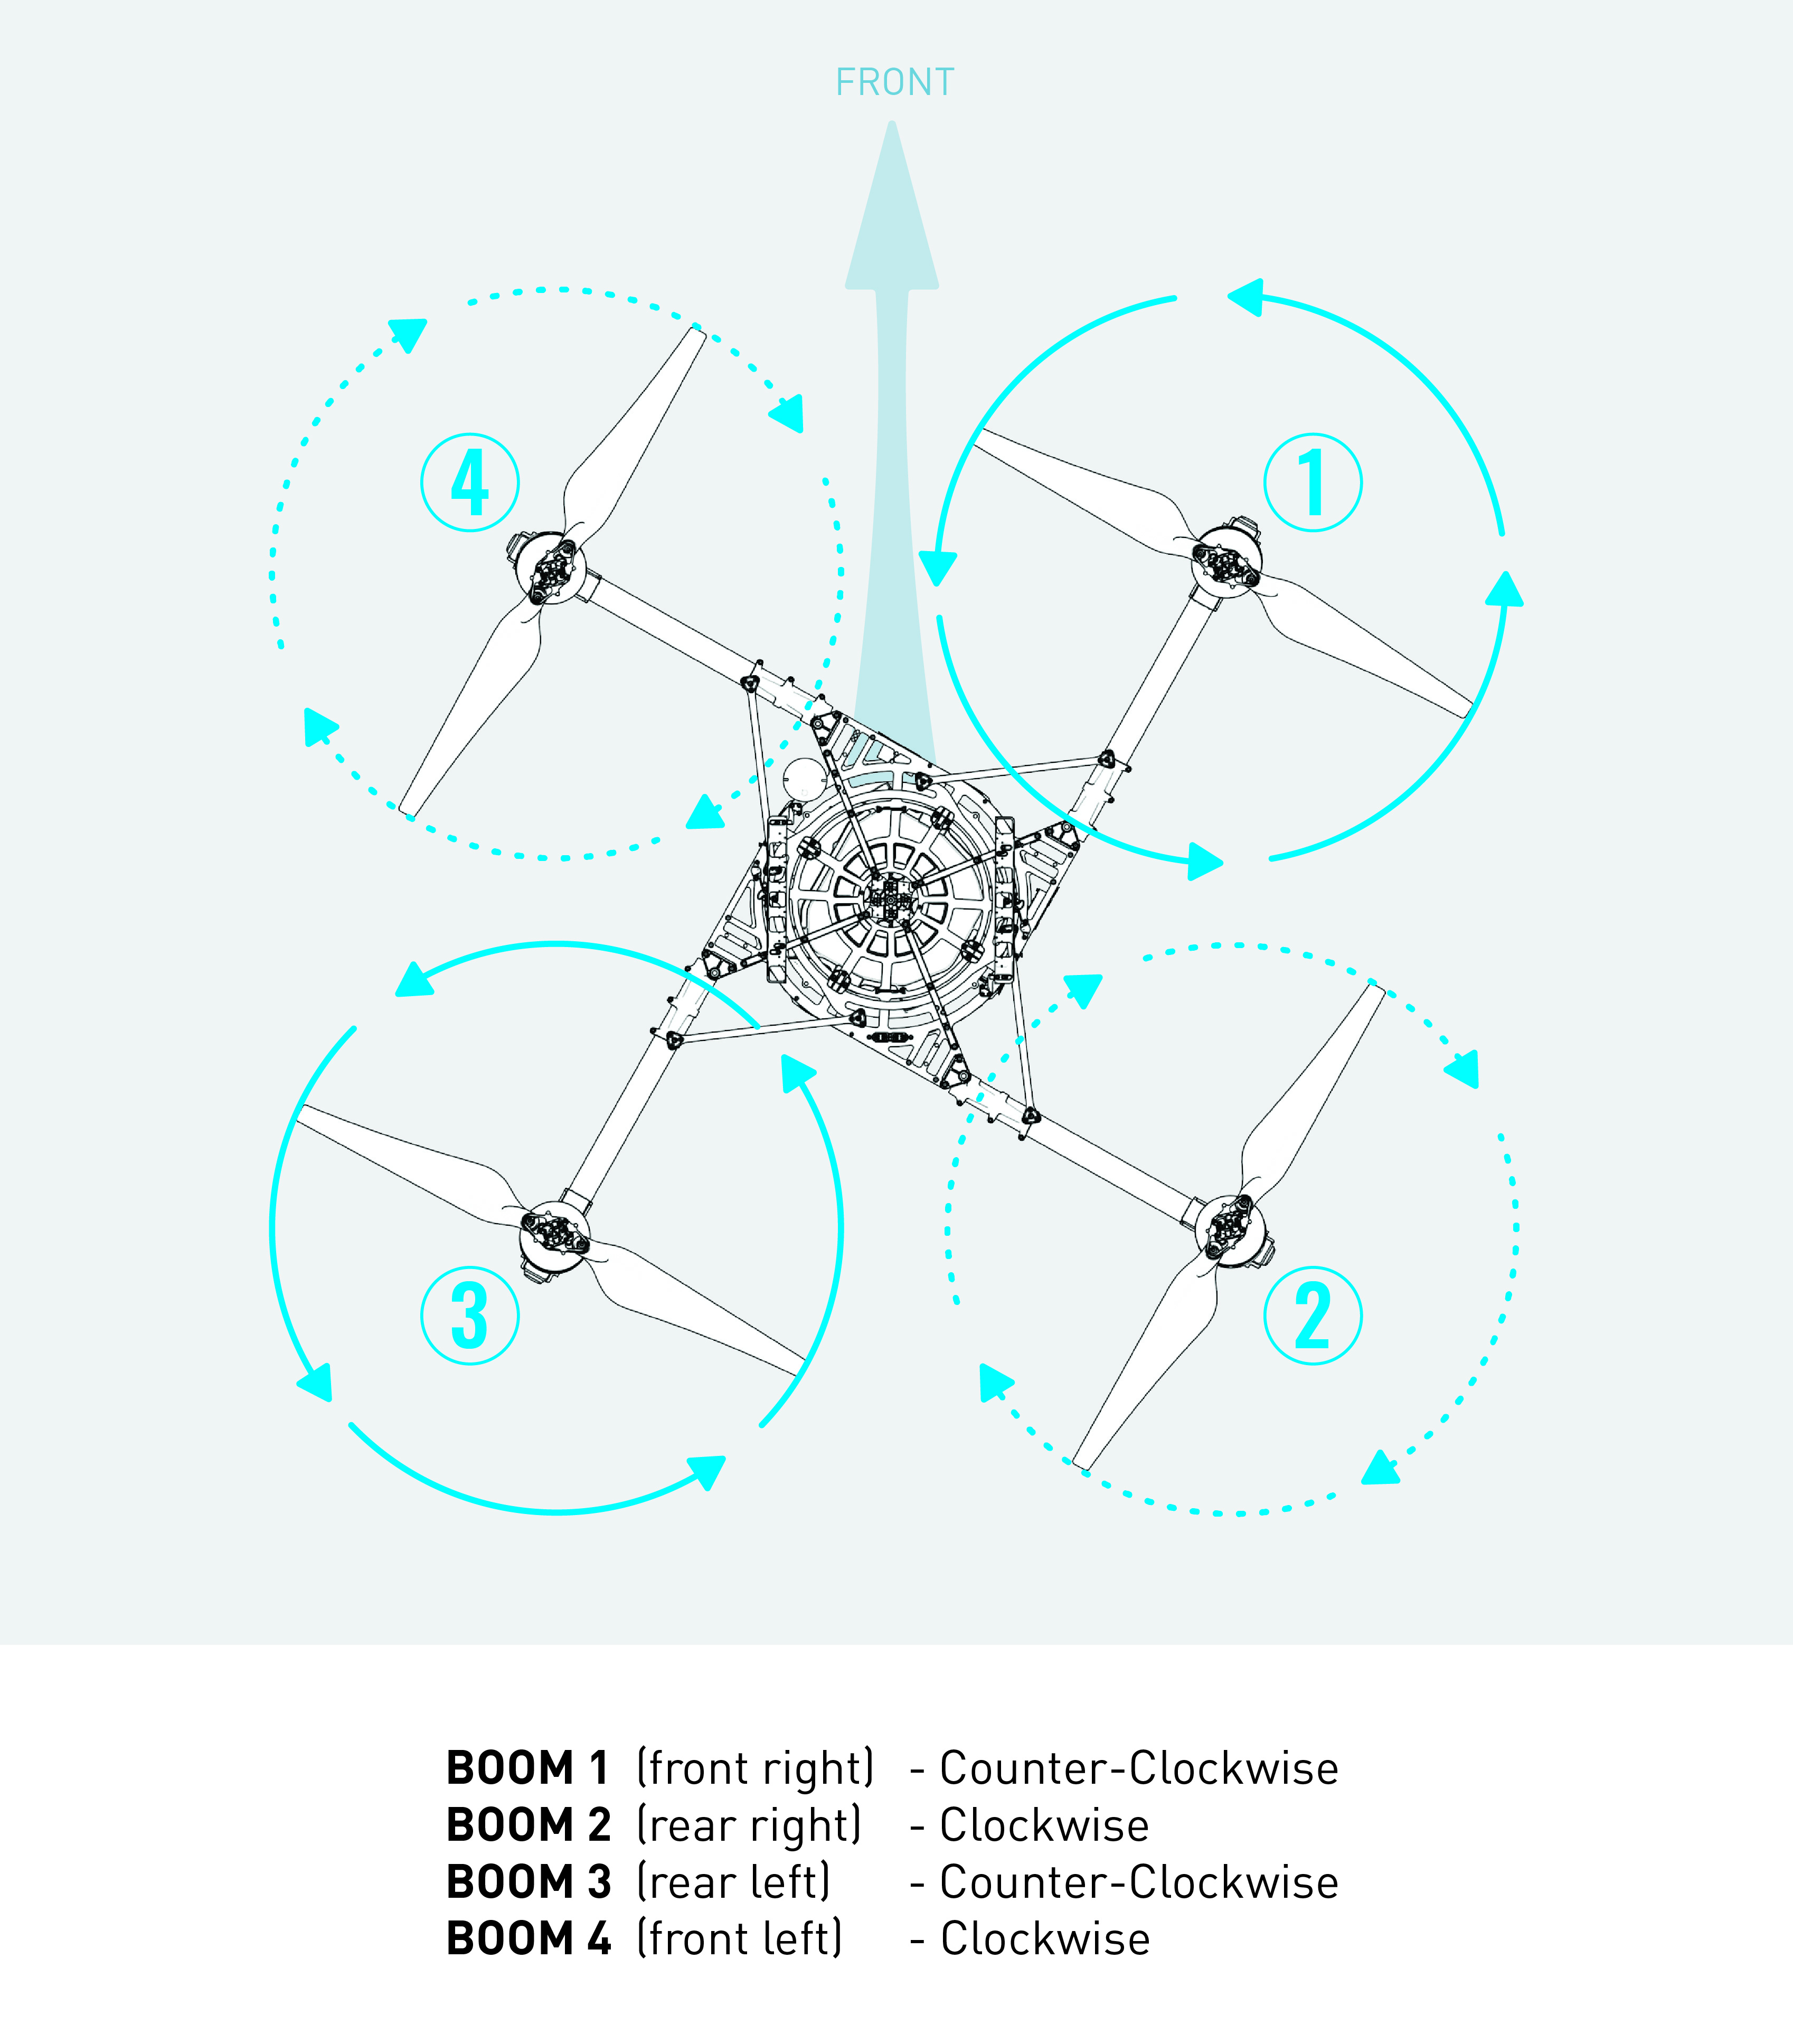 FRONT
4
1
3
2
BOOM 1 (front right) - Counter-Clockwise
BOOM 2 (rear right) - Clockwise
BOOM 3 (rear left) - Counter-Clockwise
BOOM 4 (front left) - Clockwise